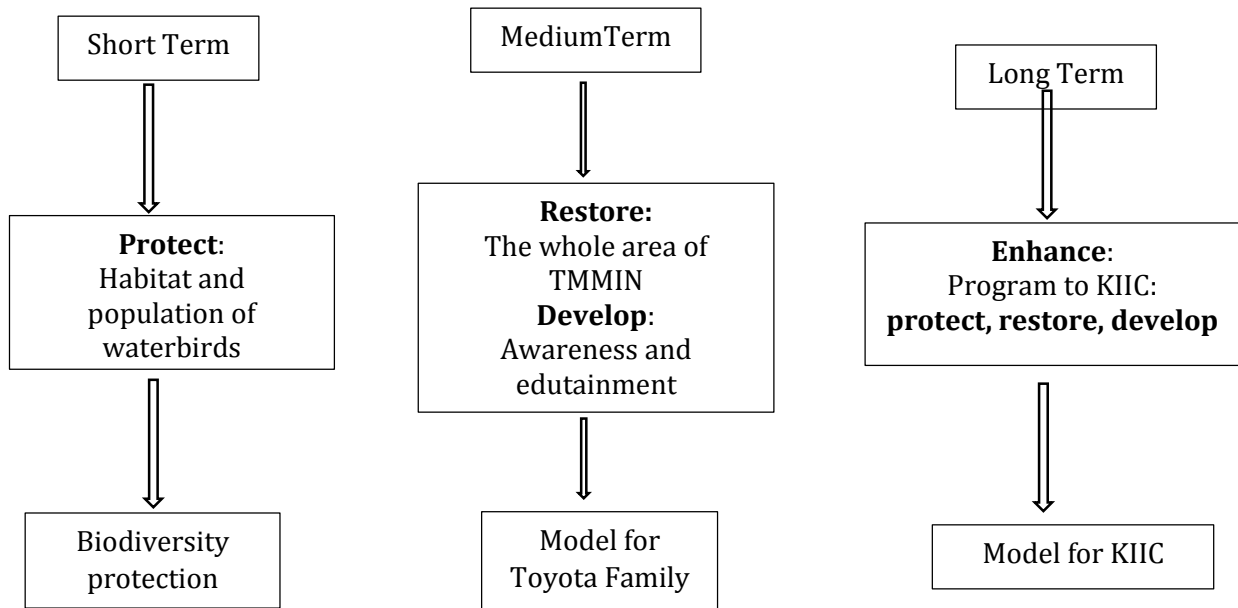 Short Term
Protect:
Habitat and
population of
waterbirds
Biodiversity
protection
MediumTerm
Restore:
The whole area of
TMMIN
Develop:
Awareness and
edutainment
Model for
Toyota Family
Long Term
Enhance:
Program to KIIC:
protect, restore, develop
Model for KIIC